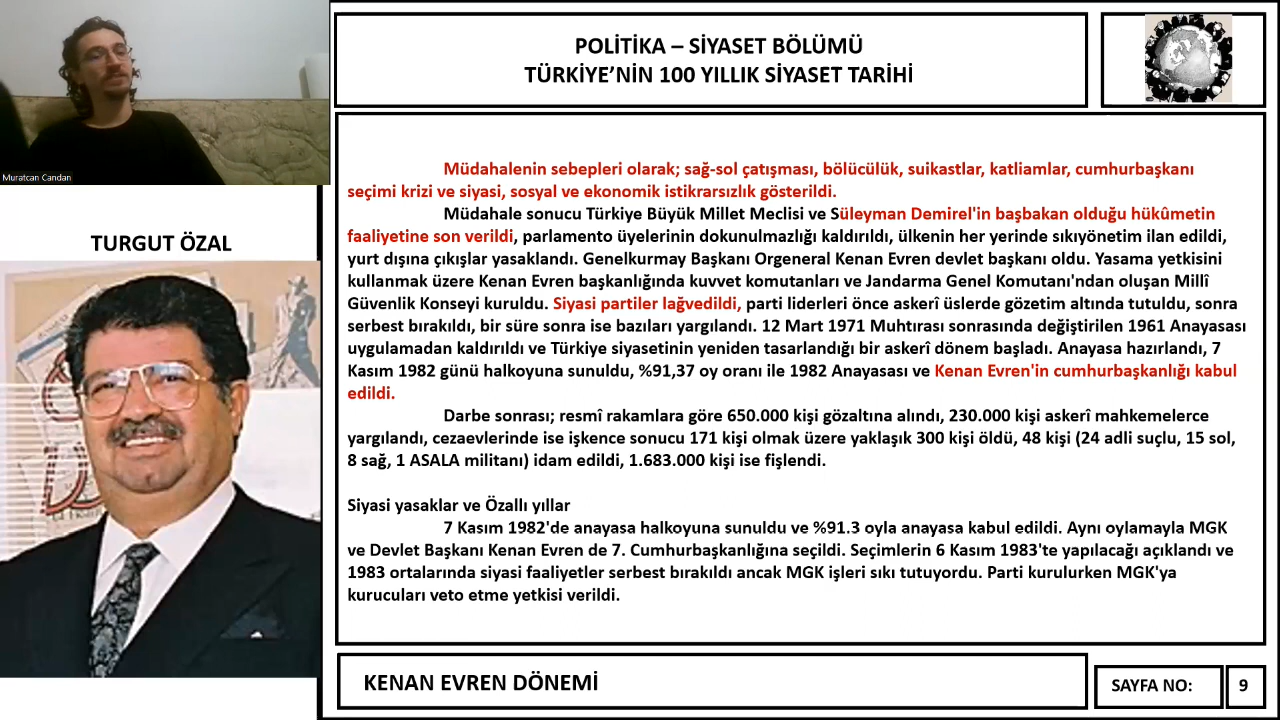 Muratcan Candan
TURGUT ÖZAL
POLİTİKA – SİYASET BÖLÜMÜ
TÜRKİYE’NİN 100 YILLIK SİYASET TARİHİ
Müdahalenin sebepleri olarak; sağ-sol çatışması, bölücülük, suikastlar, katliamlar, cumhurbaşkanı
seçimi krizi ve siyasi, sosyal ve ekonomik istikrarsızlık gösterildi.
Müdahale sonucu Türkiye Büyük Millet Meclisi ve Süleyman Demirel'in başbakan olduğu hükûmetin
faaliyetine son verildi, parlamento üyelerinin dokunulmazlığı kaldırıldı, ülkenin her yerinde sıkıyönetim ilan edildi,
yurt dışına çıkışlar yasaklandı. Genelkurmay Başkanı Orgeneral Kenan Evren devlet başkanı oldu. Yasama yetkisini
kullanmak üzere Kenan Evren başkanlığında kuvvet komutanları ve Jandarma Genel Komutanı'ndan oluşan Millî
Güvenlik Konseyi kuruldu. Siyasi partiler lağvedildi, parti liderleri önce askerî üslerde gözetim altında tutuldu, sonra
serbest bırakıldı, bir süre sonra ise bazıları yargılandı. 12 Mart 1971 Muhtırası sonrasında değiştirilen 1961 Anayasası
uygulamadan kaldırıldı ve Türkiye siyasetinin yeniden tasarlandığı bir askerî dönem başladı. Anayasa hazırlandı, 7
Kasım 1982 günü halkoyuna sunuldu, %91,37 oy oranı ile 1982 Anayasası ve Kenan Evren'in cumhurbaşkanlığı kabul
edildi.
Darbe sonrası; resmî rakamlara göre 650.000 kişi gözaltına alındı, 230.000 kişi askerî mahkemelerce
yargılandı, cezaevlerinde ise işkence sonucu 171 kişi olmak üzere yaklaşık 300 kişi öldü, 48 kişi (24 adli suçlu, 15 sol,
8 sağ, 1 ASALA militanı) idam edildi, 1.683.000 kişi ise fişlendi.
Siyasi yasaklar ve Özallı yıllar
7 Kasım 1982'de anayasa halkoyuna sunuldu ve %91.3 oyla anayasa kabul edildi. Aynı oylamayla MGK
ve Devlet Başkanı Kenan Evren de 7. Cumhurbaşkanlığına seçildi. Seçimlerin 6 Kasım 1983'te yapılacağı açıklandı ve
1983 ortalarında siyasi faaliyetler serbest bırakıldı ancak MGK işleri sıkı tutuyordu. Parti kurulurken MGK'ya
kurucuları veto etme yetkisi verildi.
KENAN EVREN DÖNEMİ
SAYFA NO:
9